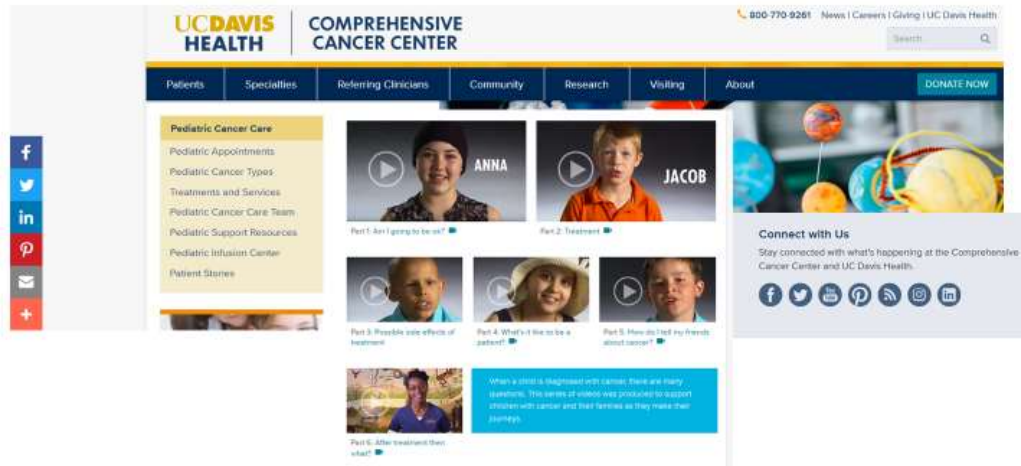 UCDAVIS
HEALTH
COMPREHENSIVE
CANCER CENTER
800-770-9261 News | Careers | Giving | UC Davis Health
Search
Patients Specialties Referring Clinicians Community Research Visiting About DONATE NOW
Pediatric Cancer Care
Pediatric Appointments
Pediatric Cancer Types
Treatments and Services
Pediatric Cancer Care Team
Pediatric Support Resources
Pediatric Infusion Center
Patient Stories
ANNA
JACOB
Part 1: Am I going to be ok?
Part 2: Treatment
Part 3: Possible side effects of
treatment
Part 4: What's it like to be a
patient?
Part 5: How do I tell my friends
about cancer?
Part 6: After treatment then
what?
When a child is diagnosed with cancer, there are many
questions. This series of videos was produced to support
children with cancer and their families as they make their
journeys.
Connect with Us
Stay connected with what's happening at the Comprehensive
Cancer Center and UC Davis Health.